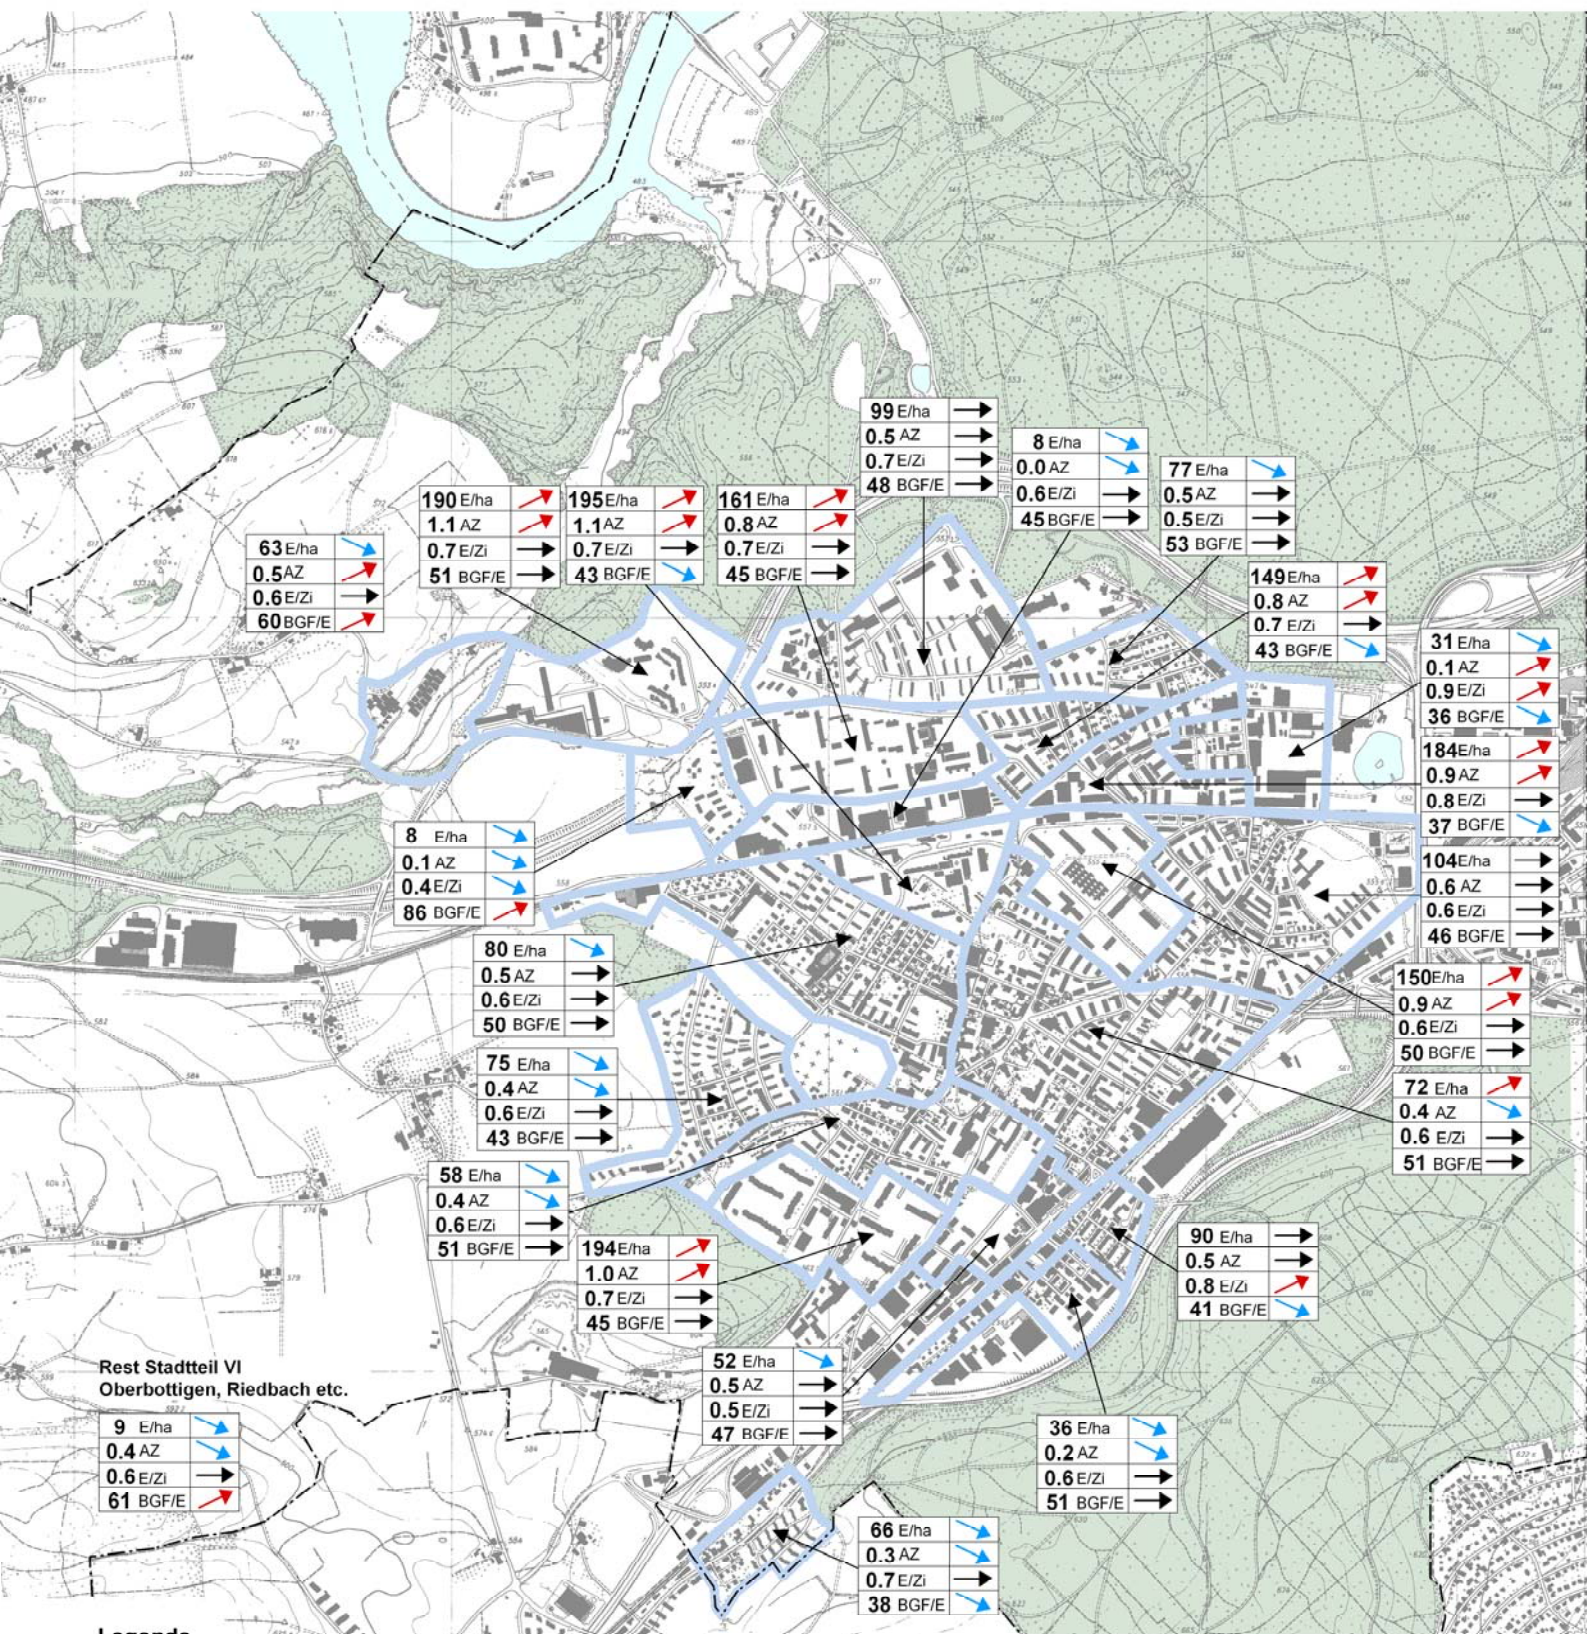 99 E/ha
0.5 AZ
0.7 E/Zi
48 BGF/E
8 E/ha
0.0 AZ
0.6 E/Zi
45 BGF/E
77 E/ha
0.5 AZ
0.5 E/Zi
53 BGF/E
190 E/ha
1.1 AZ
0.7 E/Zi
51 BGF/E
195 E/ha
1.1 AZ
0.7 E/Zi
43 BGF/E
161 E/ha
0.8 AZ
0.7 E/Zi
45 BGF/E
63 E/ha
0.5 AZ
0.6 E/Zi
60 BGF/E
149 E/ha
0.8 AZ
0.7 E/Zi
43 BGF/E
31 E/ha
0.1 AZ
0.9 E/Zi
36 BGF/E
184 E/ha
0.9 AZ
0.8 E/Zi
37 BGF/E
8 E/ha
0.1 AZ
0.4 E/Zi
86 BGF/E
104 E/ha
0.6 AZ
0.6 E/Zi
46 BGF/E
80 E/ha
0.5 AZ
0.6 E/Zi
50 BGF/E
150 E/ha
0.9 AZ
0.6 E/Zi
50 BGF/E
75 E/ha
0.4 AZ
0.6 E/Zi
43 BGF/E
72 E/ha
0.4 AZ
0.6 E/Zi
51 BGF/E
58 E/ha
0.4 AZ
0.6 E/Zi
51 BGF/E
194 E/ha
1.0 AZ
0.7 E/Zi
45 BGF/E
90 E/ha
0.5 AZ
0.8 E/Zi
41 BGF/E
52 E/ha
0.5 AZ
0.5 E/Zi
47 BGF/E
Rest Stadtteil VI
Oberbottigen, Riedbach etc.
9 E/ha
0.4 AZ
0.6 E/Zi
61 BGF/E
36 E/ha
0.2 AZ
0.6 E/Zi
51 BGF/E
66 E/ha
0.3 AZ
0.7 E/Zi
38 BGF/E